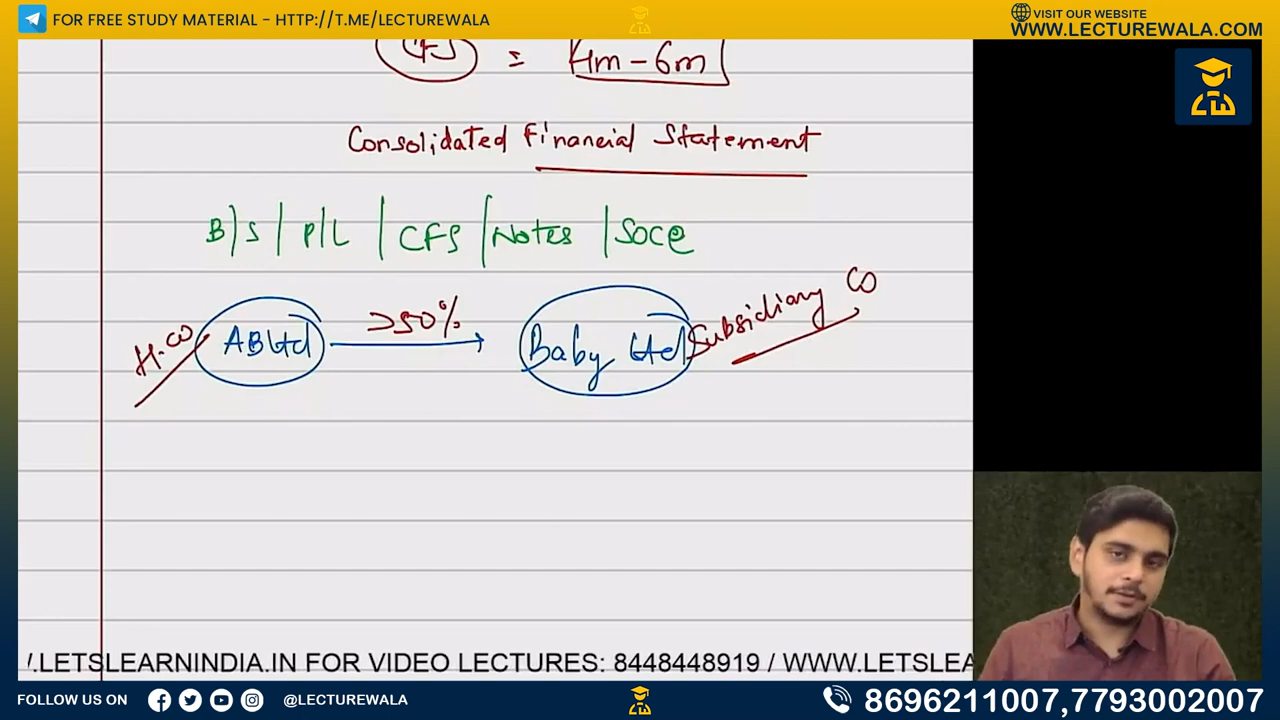 FOR FREE STUDY MATERIAL - HTTP://T.ME/LECTUREWALA
VISIT OUR WEBSITE
WWW.LECTUREWALA.COM
CFS = 4m - 6m
Consolidated Financial Statement
B/S | P/L | CFS | Notes | SOCE
H.CO AB Ltd >50% Baby Ltd Subsidiary CO
.LETSLEARNINDIA.IN FOR VIDEO LECTURES: 8448448919 / WWW.LETSLEA
FOLLOW US ON @LECTUREWALA 8696211007,7793002007